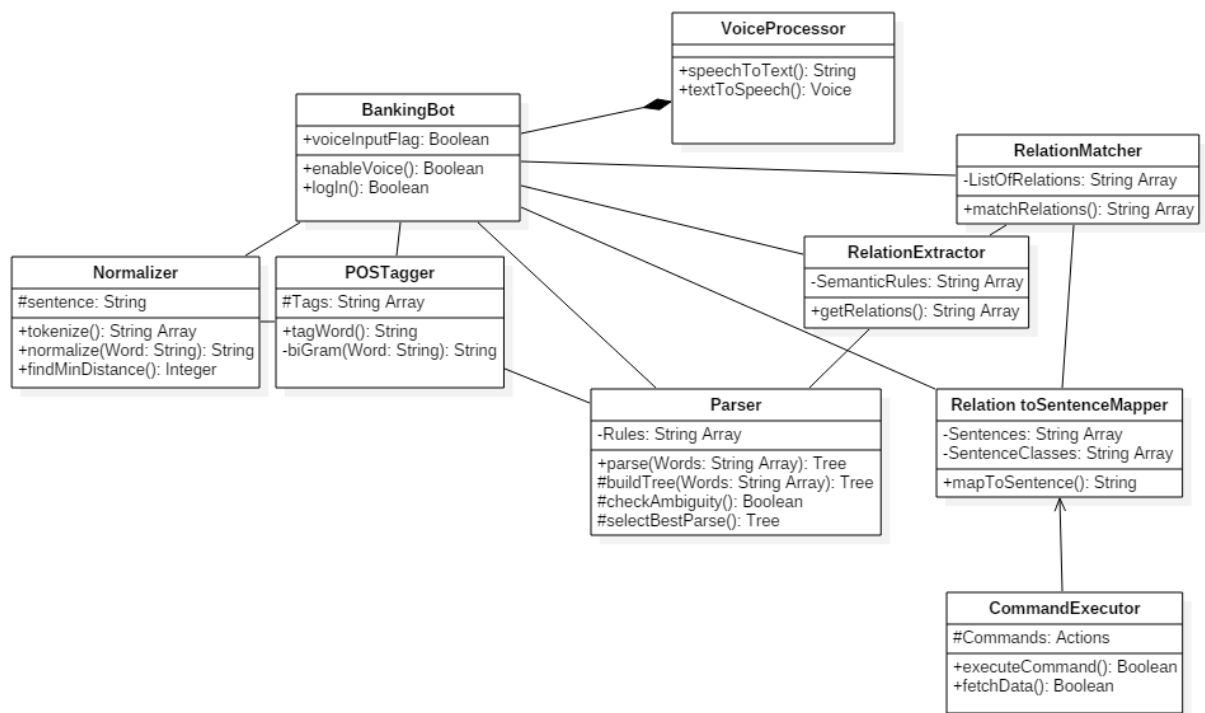 VoiceProcessor
+speechToText(): String
+textToSpeech(): Voice
BankingBot
+voiceInputFlag: Boolean
+enableVoice(): Boolean
+logIn(): Boolean
RelationMatcher
-ListOfRelations: String Array
+matchRelations(): String Array
RelationExtractor
-SemanticRules: String Array
+getRelations(): String Array
Normalizer
#sentence: String
+tokenize(): String Array
+normalize(Word: String): String
+findMinDistance(): Integer
POSTagger
#Tags: String Array
+tagWord(): String
-biGram(Word: String): String
Parser
-Rules: String Array
+parse(Words: String Array): Tree
#buildTree(Words: String Array): Tree
#checkAmbiguity(): Boolean
#selectBestParse(): Tree
Relation toSentenceMapper
-Sentences: String Array
-SentenceClasses: String Array
+mapToSentence(): String
CommandExecutor
#Commands: Actions
+executeCommand(): Boolean
+fetchData(): Boolean